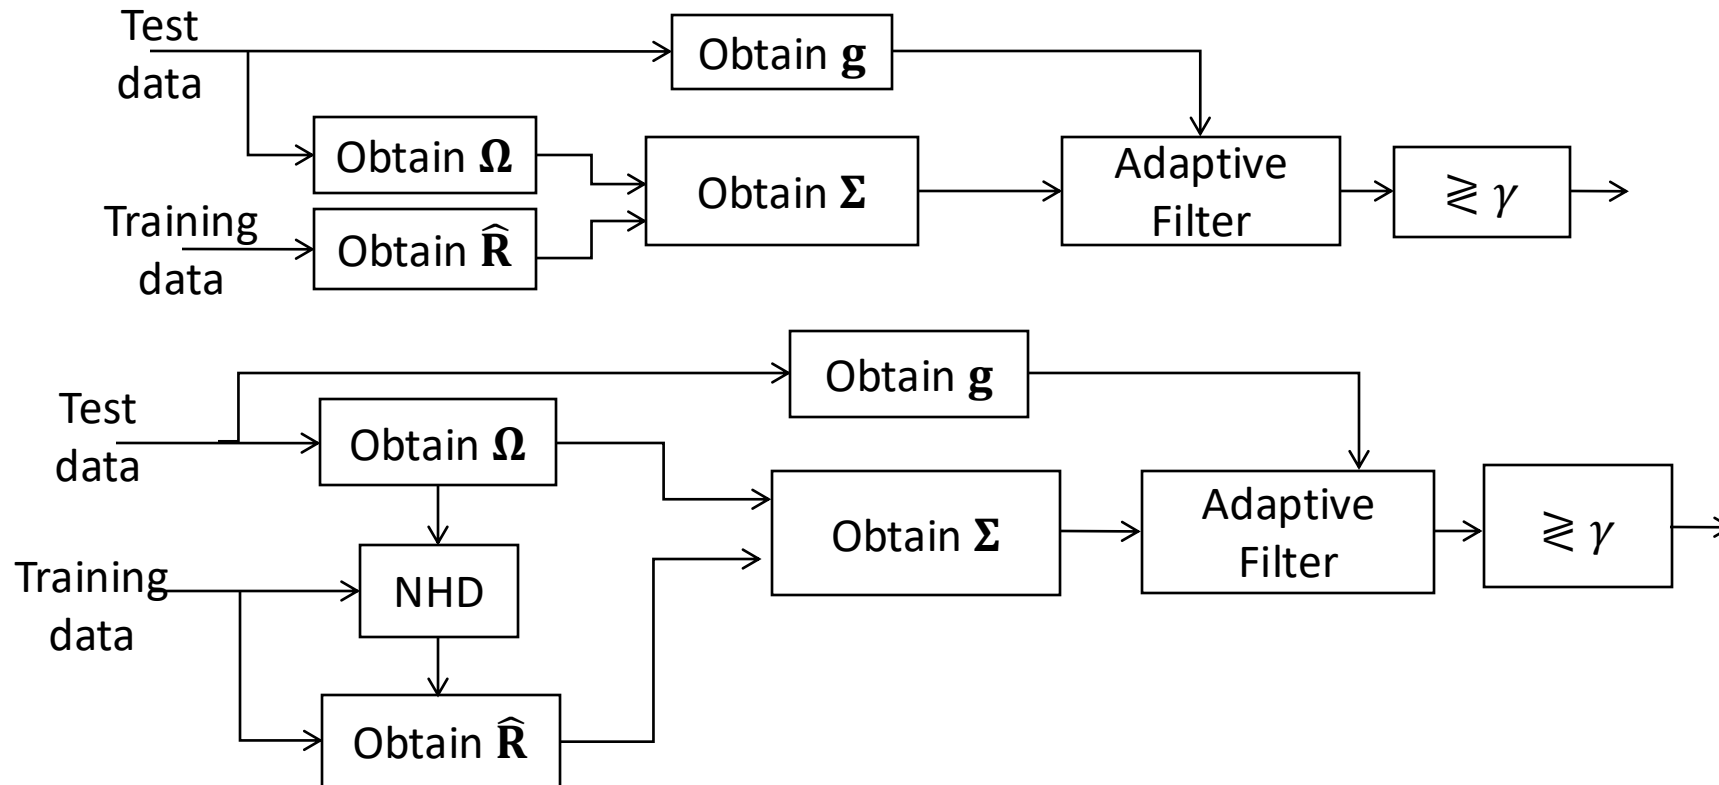 Test
data
Obtain g
Obtain Ω
Obtain Σ
Adaptive
Filter
≷ γ
Training
data
Obtain R̂
Obtain g
Test
data
Obtain Ω
Obtain Σ
Adaptive
Filter
≷ γ
Training
data
NHD
Obtain R̂